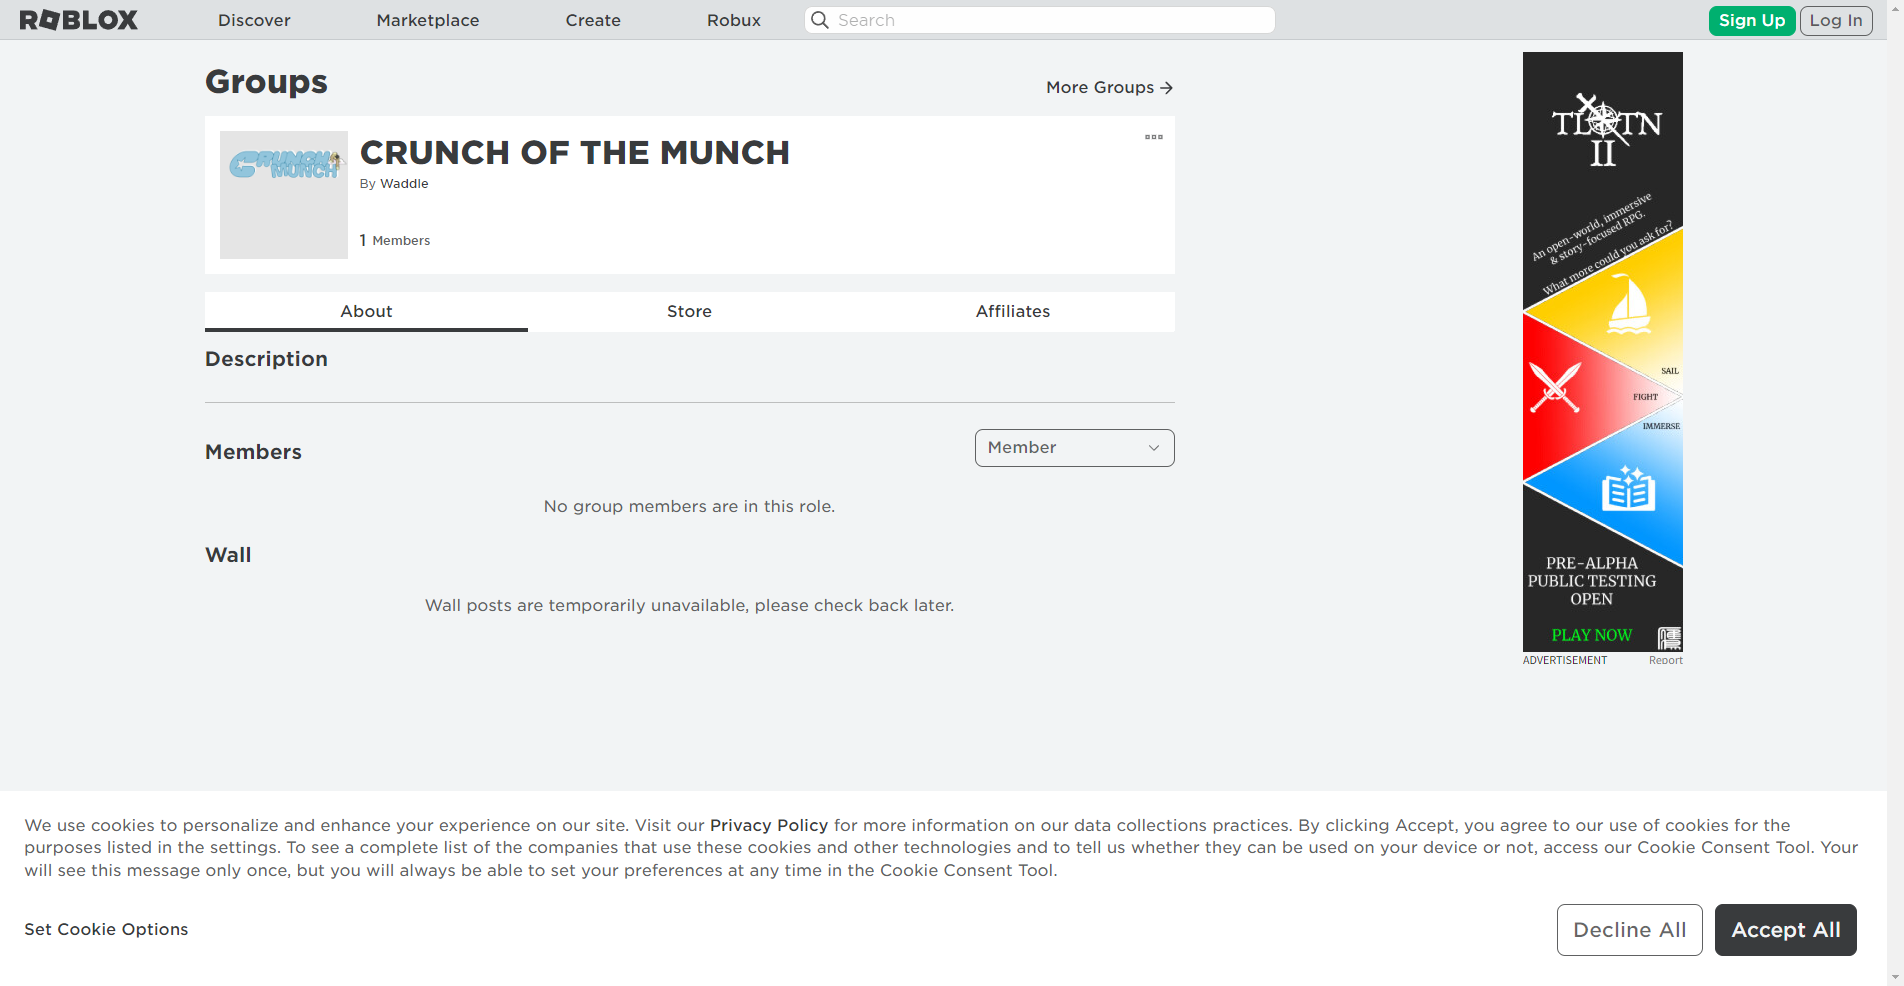 ROBLOX
Discover
Marketplace
Create
Robux
Search
Sign Up
Log In
Groups
More Groups
CRUNCH MUNCH
CRUNCH OF THE MUNCH
By Waddle
1 Members
About
Store
Affiliates
Description
Members
Member
No group members are in this role.
Wall
Wall posts are temporarily unavailable, please check back later.
TLOTN
II
An open-world, immersive
& story-focused RPG.
What more could you ask for?
SAIL
FIGHT
IMMERSE
PRE-ALPHA
PUBLIC TESTING
OPEN
PLAY NOW
ADVERTISEMENT
Report
We use cookies to personalize and enhance your experience on our site. Visit our Privacy Policy for more information on our data collections practices. By clicking Accept, you agree to our use of cookies for the
purposes listed in the settings. To see a complete list of the companies that use these cookies and other technologies and to tell us whether they can be used on your device or not, access our Cookie Consent Tool. Your
will see this message only once, but you will always be able to set your preferences at any time in the Cookie Consent Tool.
Set Cookie Options
Decline All
Accept All